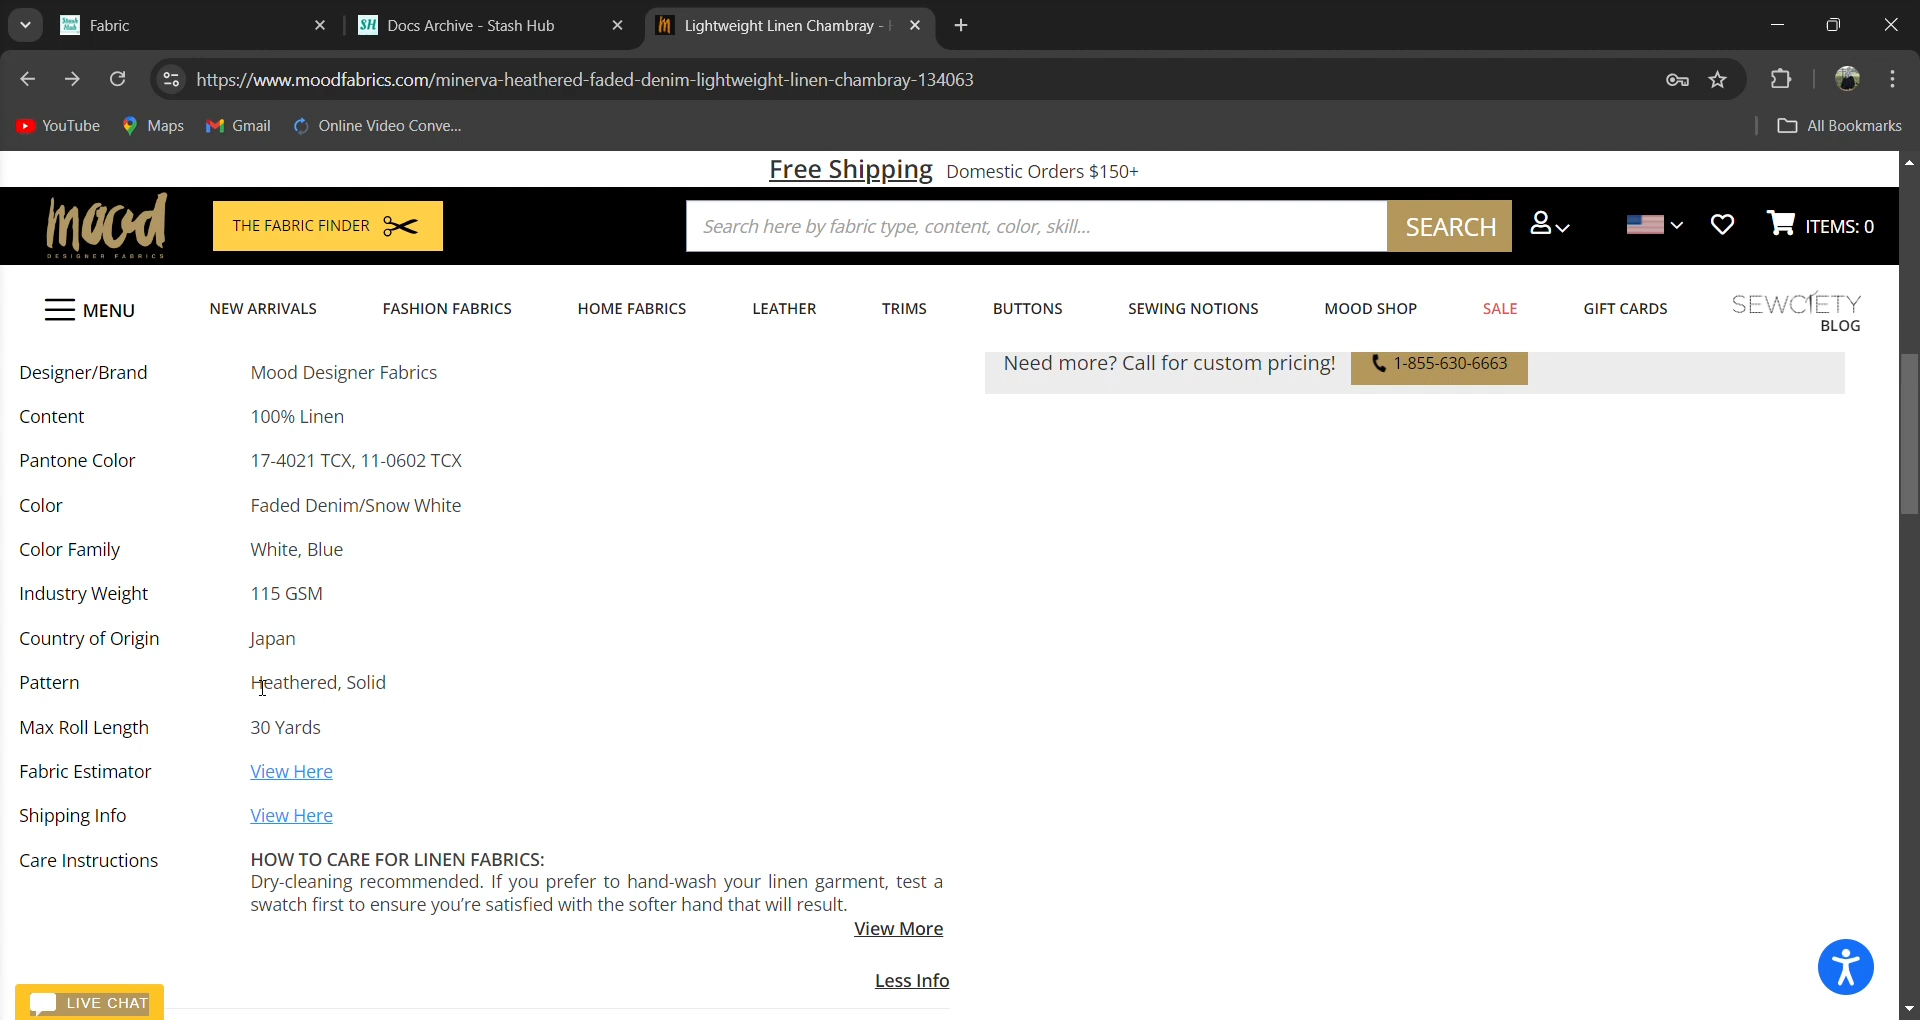 Fabric
SH Docs Archive - Stash Hub
m Lightweight Linen Chambray -
https://www.moodfabrics.com/minerva-heathered-faded-denim-lightweight-linen-chambray-134063
YouTube Maps Gmail Online Video Conve... All Bookmarks
Free Shipping Domestic Orders $150+
mood
DESIGNER FABRICS
THE FABRIC FINDER
Search here by fabric type, content, color, skill...
SEARCH
ITEMS: 0
MENU NEW ARRIVALS FASHION FABRICS HOME FABRICS LEATHER TRIMS BUTTONS SEWING NOTIONS MOOD SHOP SALE GIFT CARDS SEWCIETY
BLOG
Need more? Call for custom pricing! 1-855-630-6663
Designer/Brand Mood Designer Fabrics
Content 100% Linen
Pantone Color 17-4021 TCX, 11-0602 TCX
Color Faded Denim/Snow White
Color Family White, Blue
Industry Weight 115 GSM
Country of Origin Japan
Pattern Heathered, Solid
Max Roll Length 30 Yards
Fabric Estimator View Here
Shipping Info View Here
Care Instructions HOW TO CARE FOR LINEN FABRICS:
Dry-cleaning recommended. If you prefer to hand-wash your linen garment, test a
swatch first to ensure you're satisfied with the softer hand that will result.
View More
Less Info
LIVE CHAT